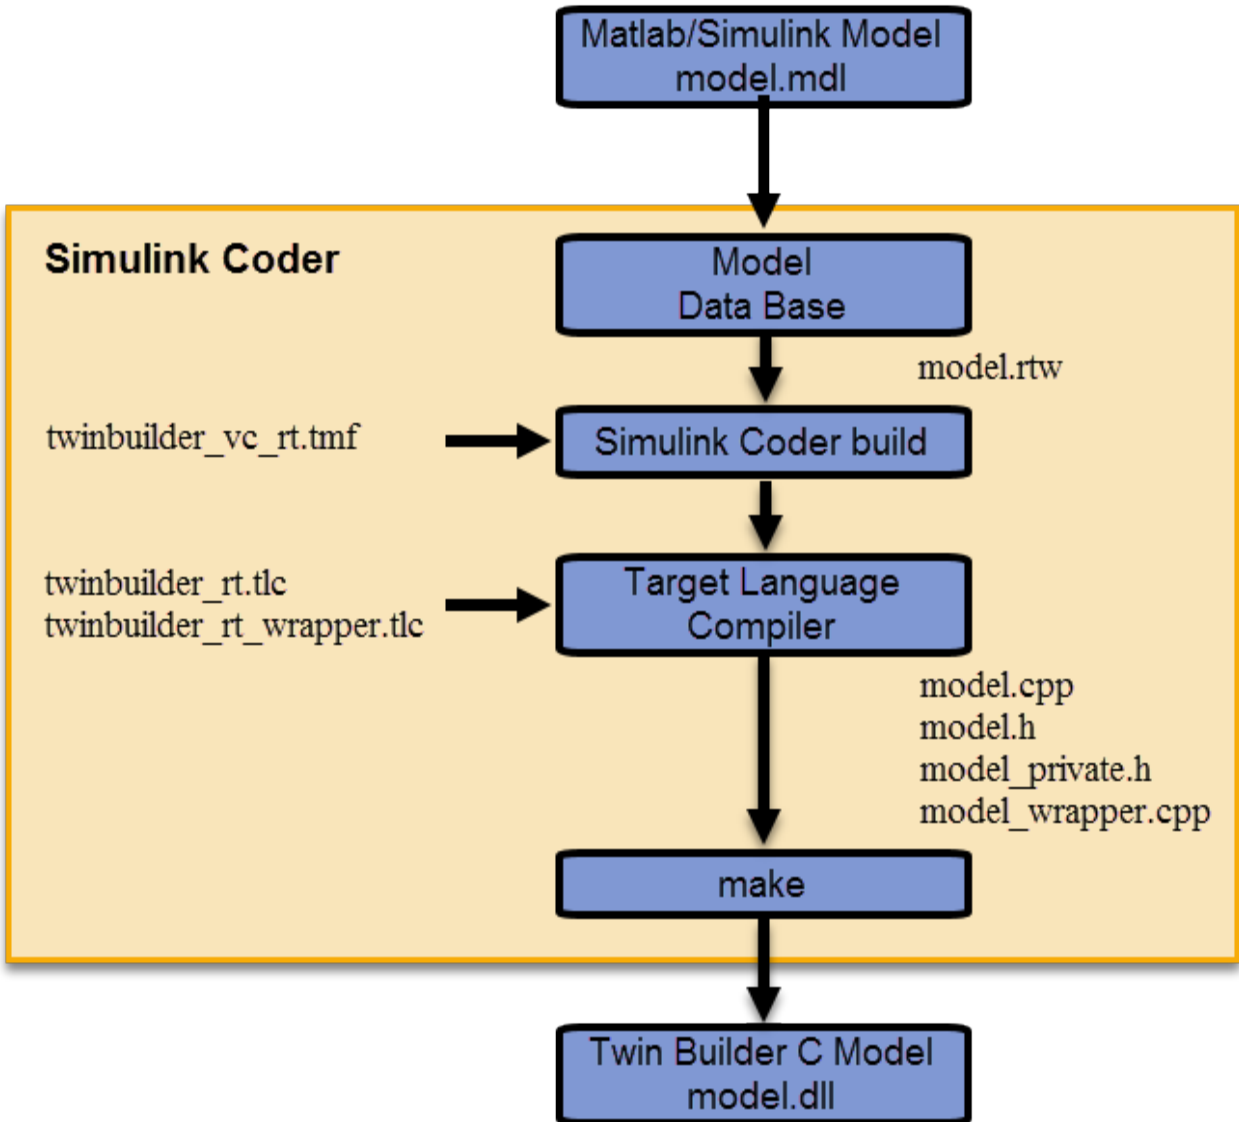 Matlab/Simulink Model
model.mdl
Simulink Coder
Model
Data Base
model.rtw
twinbuilder_vc_rt.tmf
Simulink Coder build
twinbuilder_rt.tlc
twinbuilder_rt_wrapper.tlc
Target Language
Compiler
model.cpp
model.h
model_private.h
model_wrapper.cpp
make
Twin Builder C Model
model.dll